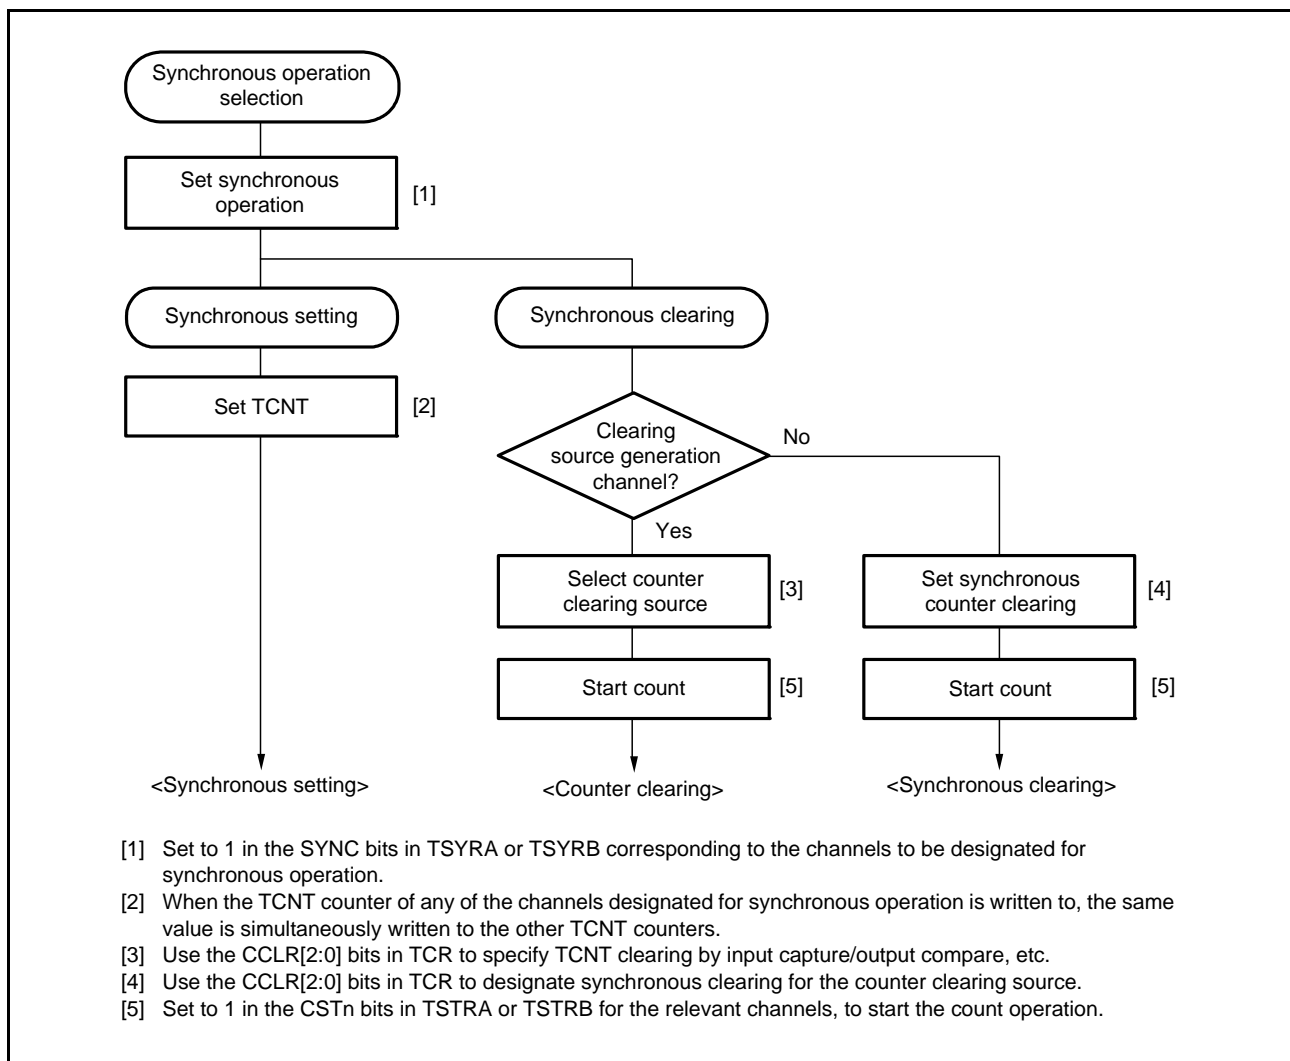 Synchronous operation
selection
Set synchronous
operation
[1]
Synchronous setting
Synchronous clearing
Set TCNT
[2]
Clearing
source generation
channel?
No
Yes
Select counter
clearing source
[3]
Set synchronous
counter clearing
[4]
Start count
[5]
Start count
[5]
<Synchronous setting>
<Counter clearing>
<Synchronous clearing>
[1] Set to 1 in the SYNC bits in TSYRA or TSYRB corresponding to the channels to be designated for
synchronous operation.
[2] When the TCNT counter of any of the channels designated for synchronous operation is written to, the same
value is simultaneously written to the other TCNT counters.
[3] Use the CCLR[2:0] bits in TCR to specify TCNT clearing by input capture/output compare, etc.
[4] Use the CCLR[2:0] bits in TCR to designate synchronous clearing for the counter clearing source.
[5] Set to 1 in the CSTn bits in TSTRA or TSTRB for the relevant channels, to start the count operation.